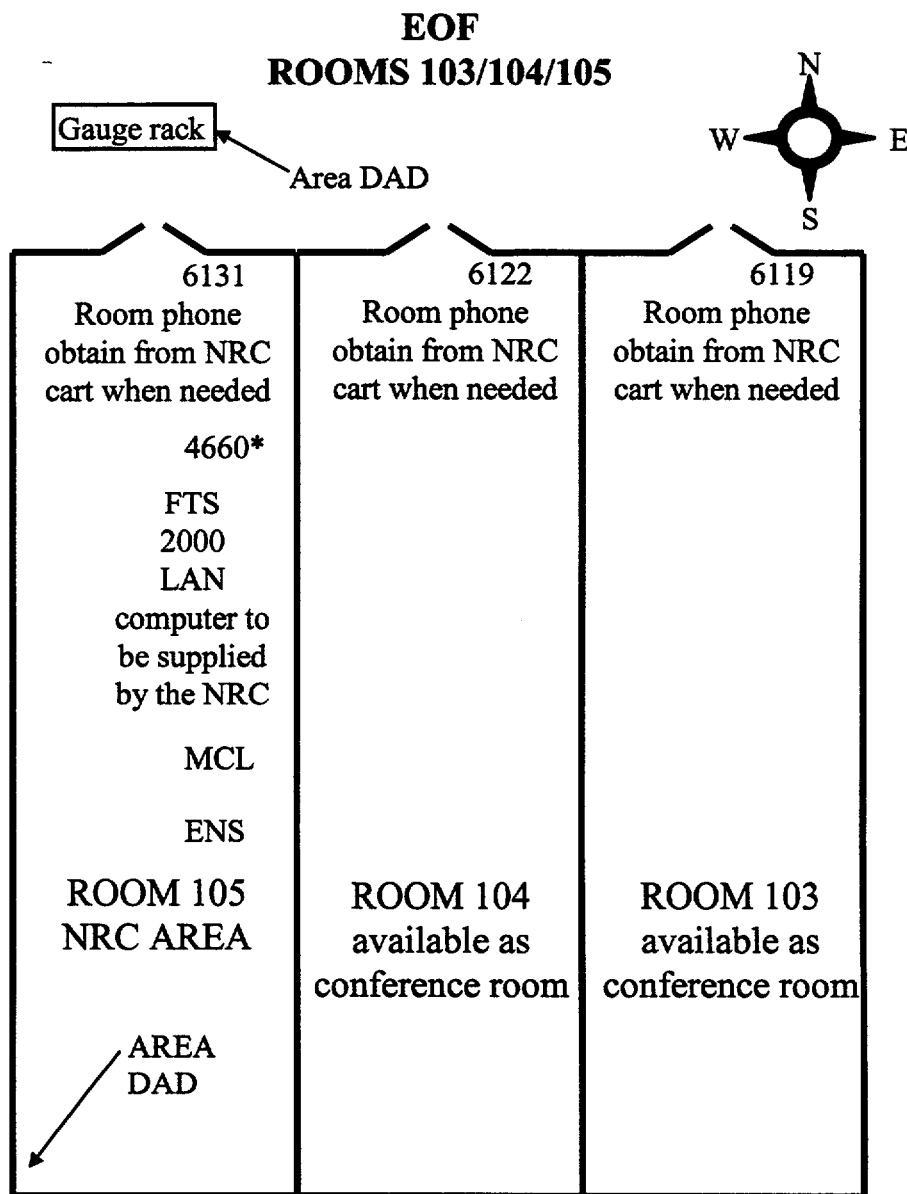 EOF
ROOMS 103/104/105
Gauge rack
Area DAD
N
W
E
S
6131
Room phone
obtain from NRC
cart when needed
4660*
FTS
2000
LAN
computer to
be supplied
by the NRC
MCL
ENS
ROOM 105
NRC AREA
AREA
DAD
6122
Room phone
obtain from NRC
cart when needed
ROOM 104
available as
conference room
6119
Room phone
obtain from NRC
cart when needed
ROOM 103
available as
conference room